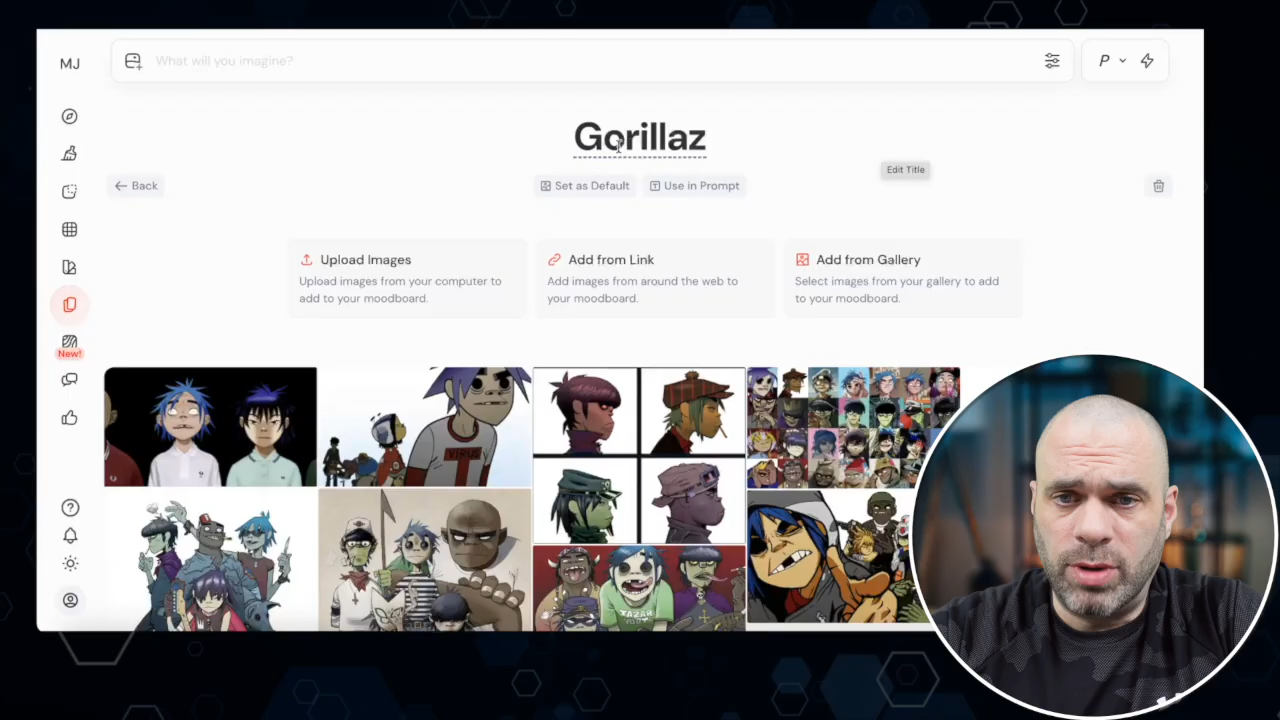 MJ
What will you imagine?
P
Gorillaz
Edit Title
Back
Set as Default
Use in Prompt
Upload Images
Upload images from your computer to
add to your moodboard.
Add from Link
Add images from around the web to
your moodboard.
Add from Gallery
Select images from your gallery to add
to your moodboard.
New!
VIRUS
T